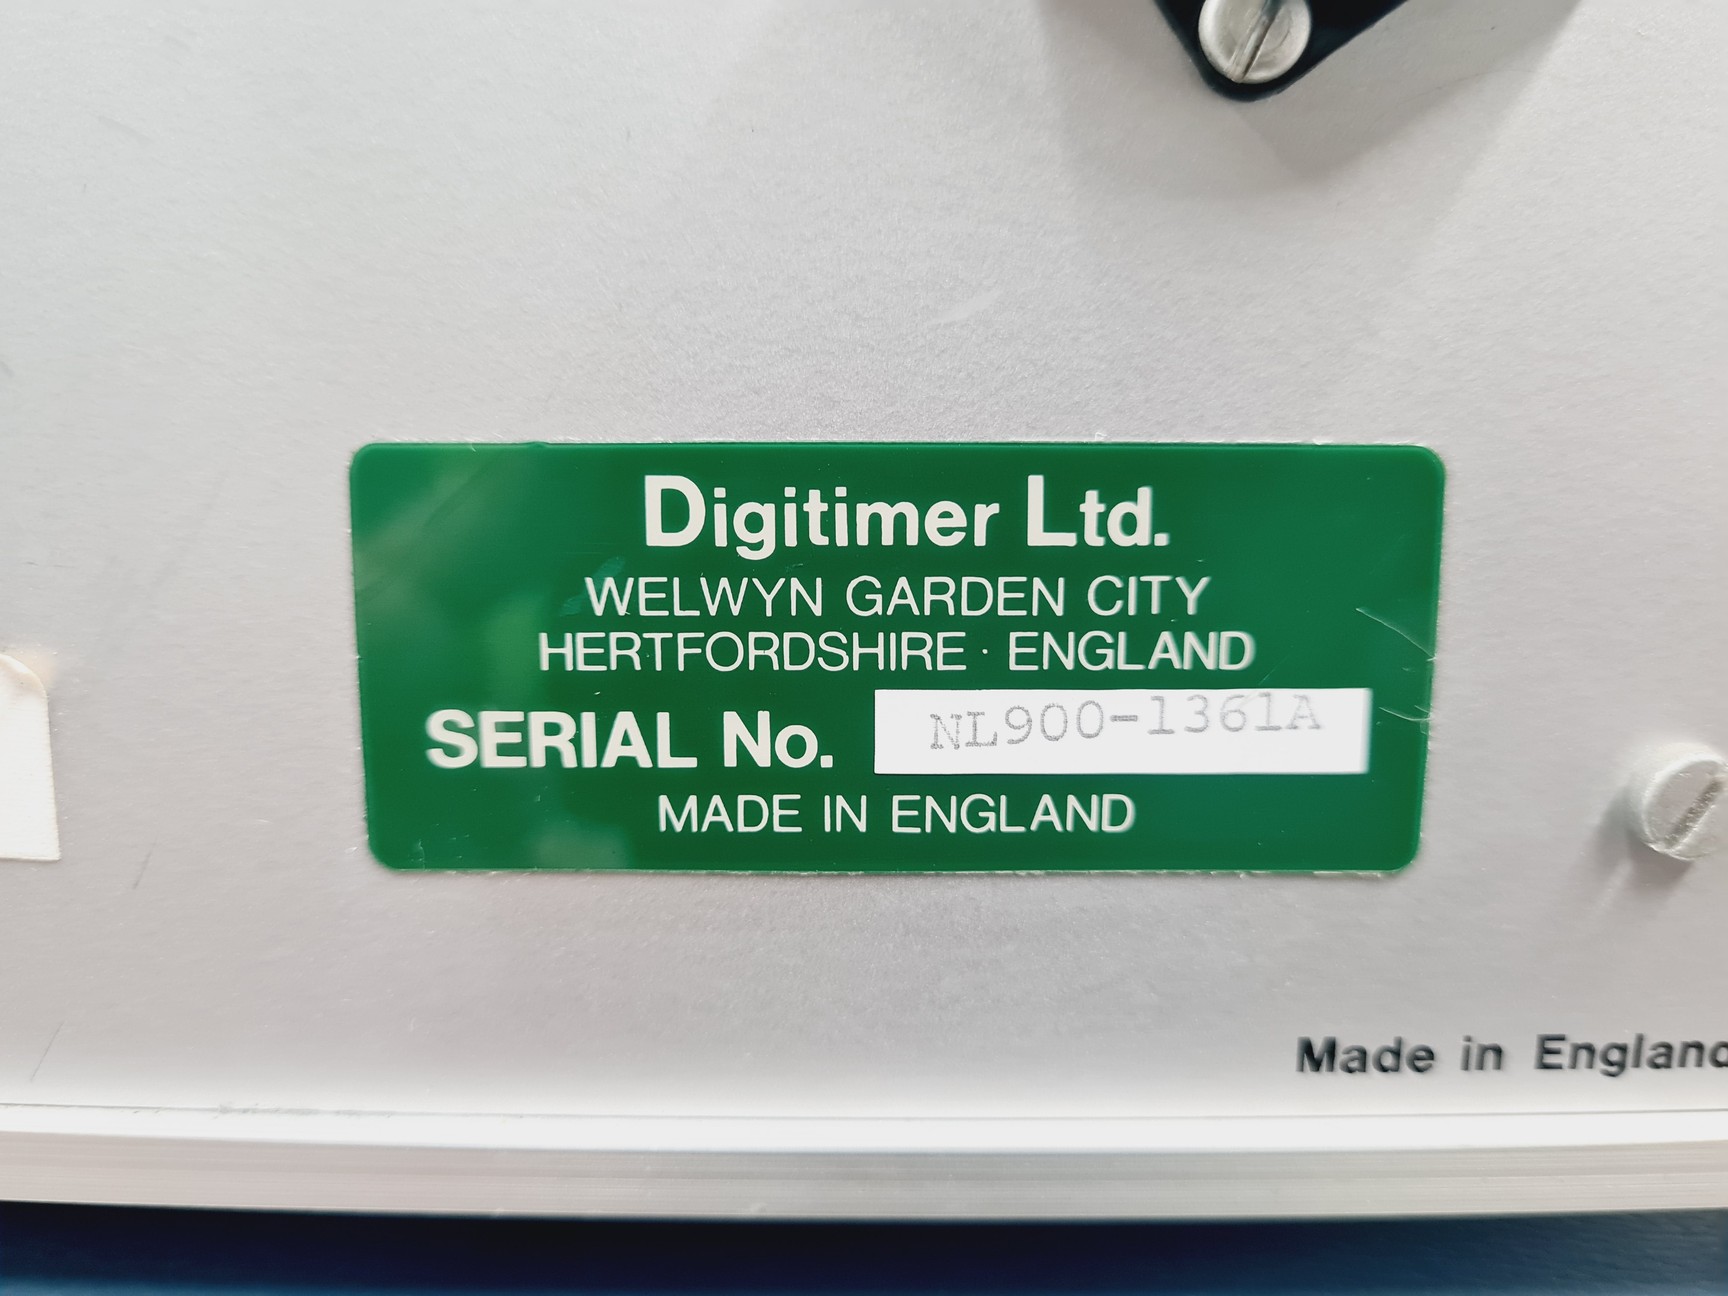 Digitimer Ltd.
WELWYN GARDEN CITY
HERTFORDSHIRE · ENGLAND
SERIAL No. NL900-1361A
MADE IN ENGLAND
Made in England